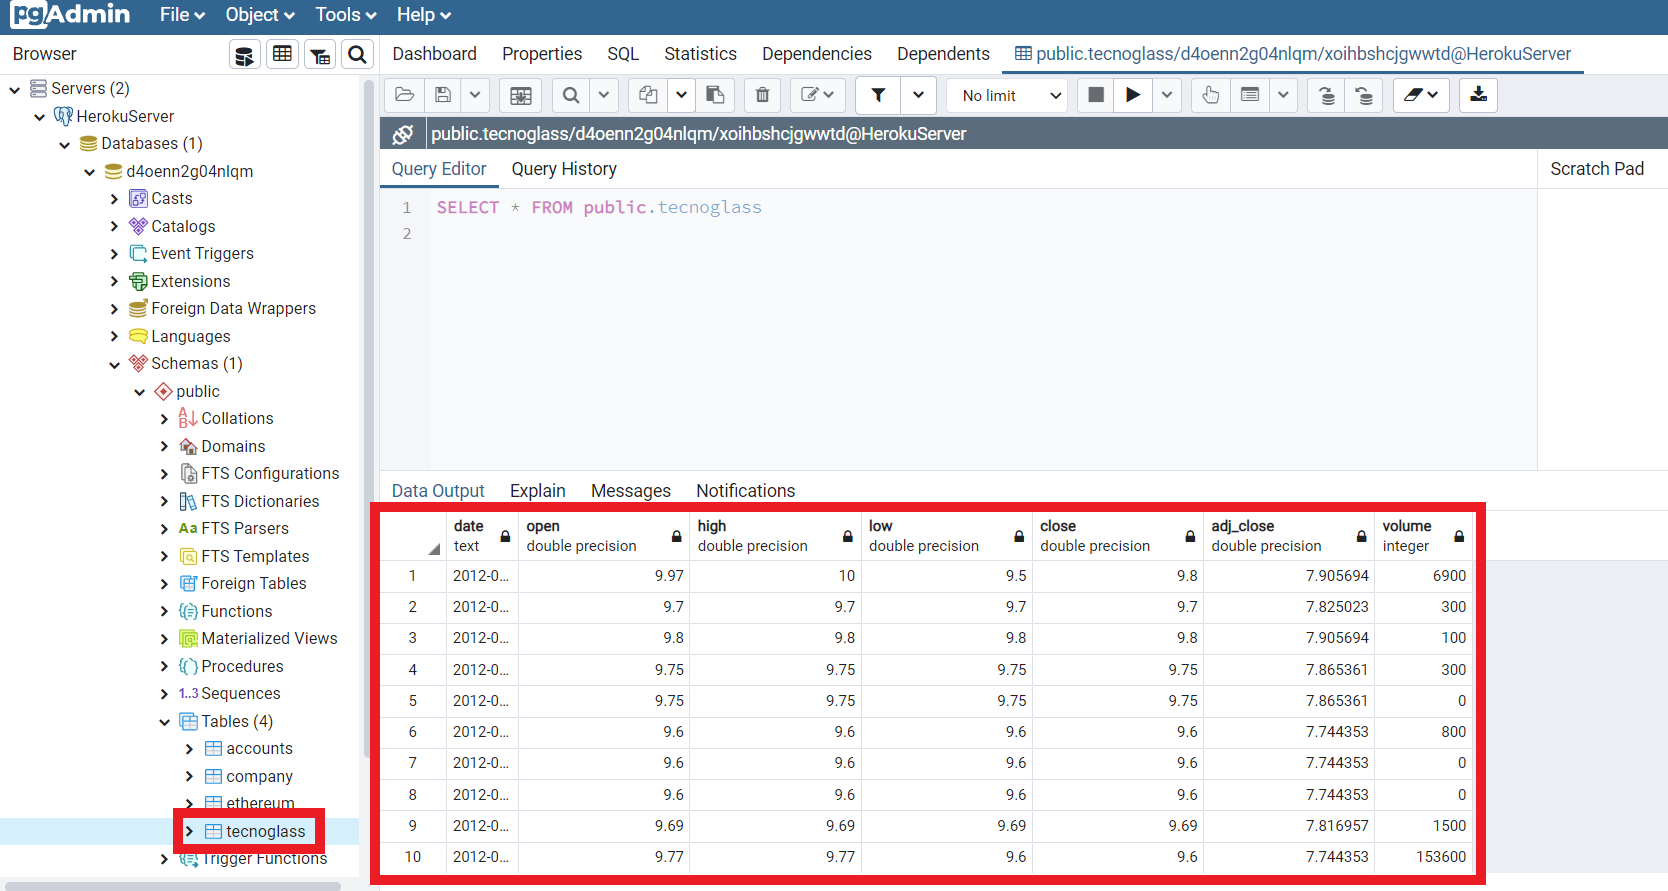 pgAdmin File Object Tools Help
Browser
Dashboard Properties SQL Statistics Dependencies Dependents public.tecnoglass/d4oenn2g04nlqm/xoihbshcjgwwtd@HerokuServer
No limit
public.tecnoglass/d4oenn2g04nlqm/xoihbshcjgwwtd@HerokuServer
Query Editor Query History
Scratch Pad
1 SELECT * FROM public.tecnoglass
2
Servers (2)
HerokuServer
Databases (1)
d4oenn2g04nlqm
Casts
Catalogs
Event Triggers
Extensions
Foreign Data Wrappers
Languages
Schemas (1)
public
Collations
Domains
FTS Configurations
FTS Dictionaries
Aa FTS Parsers
FTS Templates
Foreign Tables
Functions
Materialized Views
Procedures
1..3 Sequences
Tables (4)
accounts
company
ethereum
tecnoglass
Trigger Functions
Data Output Explain Messages Notifications
date open high low close adj_close volume
text double precision double precision double precision double precision double precision integer
1 2012-0... 9.97 10 9.5 9.8 7.905694 6900
2 2012-0... 9.7 9.7 9.7 9.7 7.825023 300
3 2012-0... 9.8 9.8 9.8 9.8 7.905694 100
4 2012-0... 9.75 9.75 9.75 9.75 7.865361 300
5 2012-0... 9.75 9.75 9.75 9.75 7.865361 0
6 2012-0... 9.6 9.6 9.6 9.6 7.744353 800
7 2012-0... 9.6 9.6 9.6 9.6 7.744353 0
8 2012-0... 9.6 9.6 9.6 9.6 7.744353 0
9 2012-0... 9.69 9.69 9.69 9.69 7.816957 1500
10 2012-0... 9.77 9.77 9.6 9.6 7.744353 153600